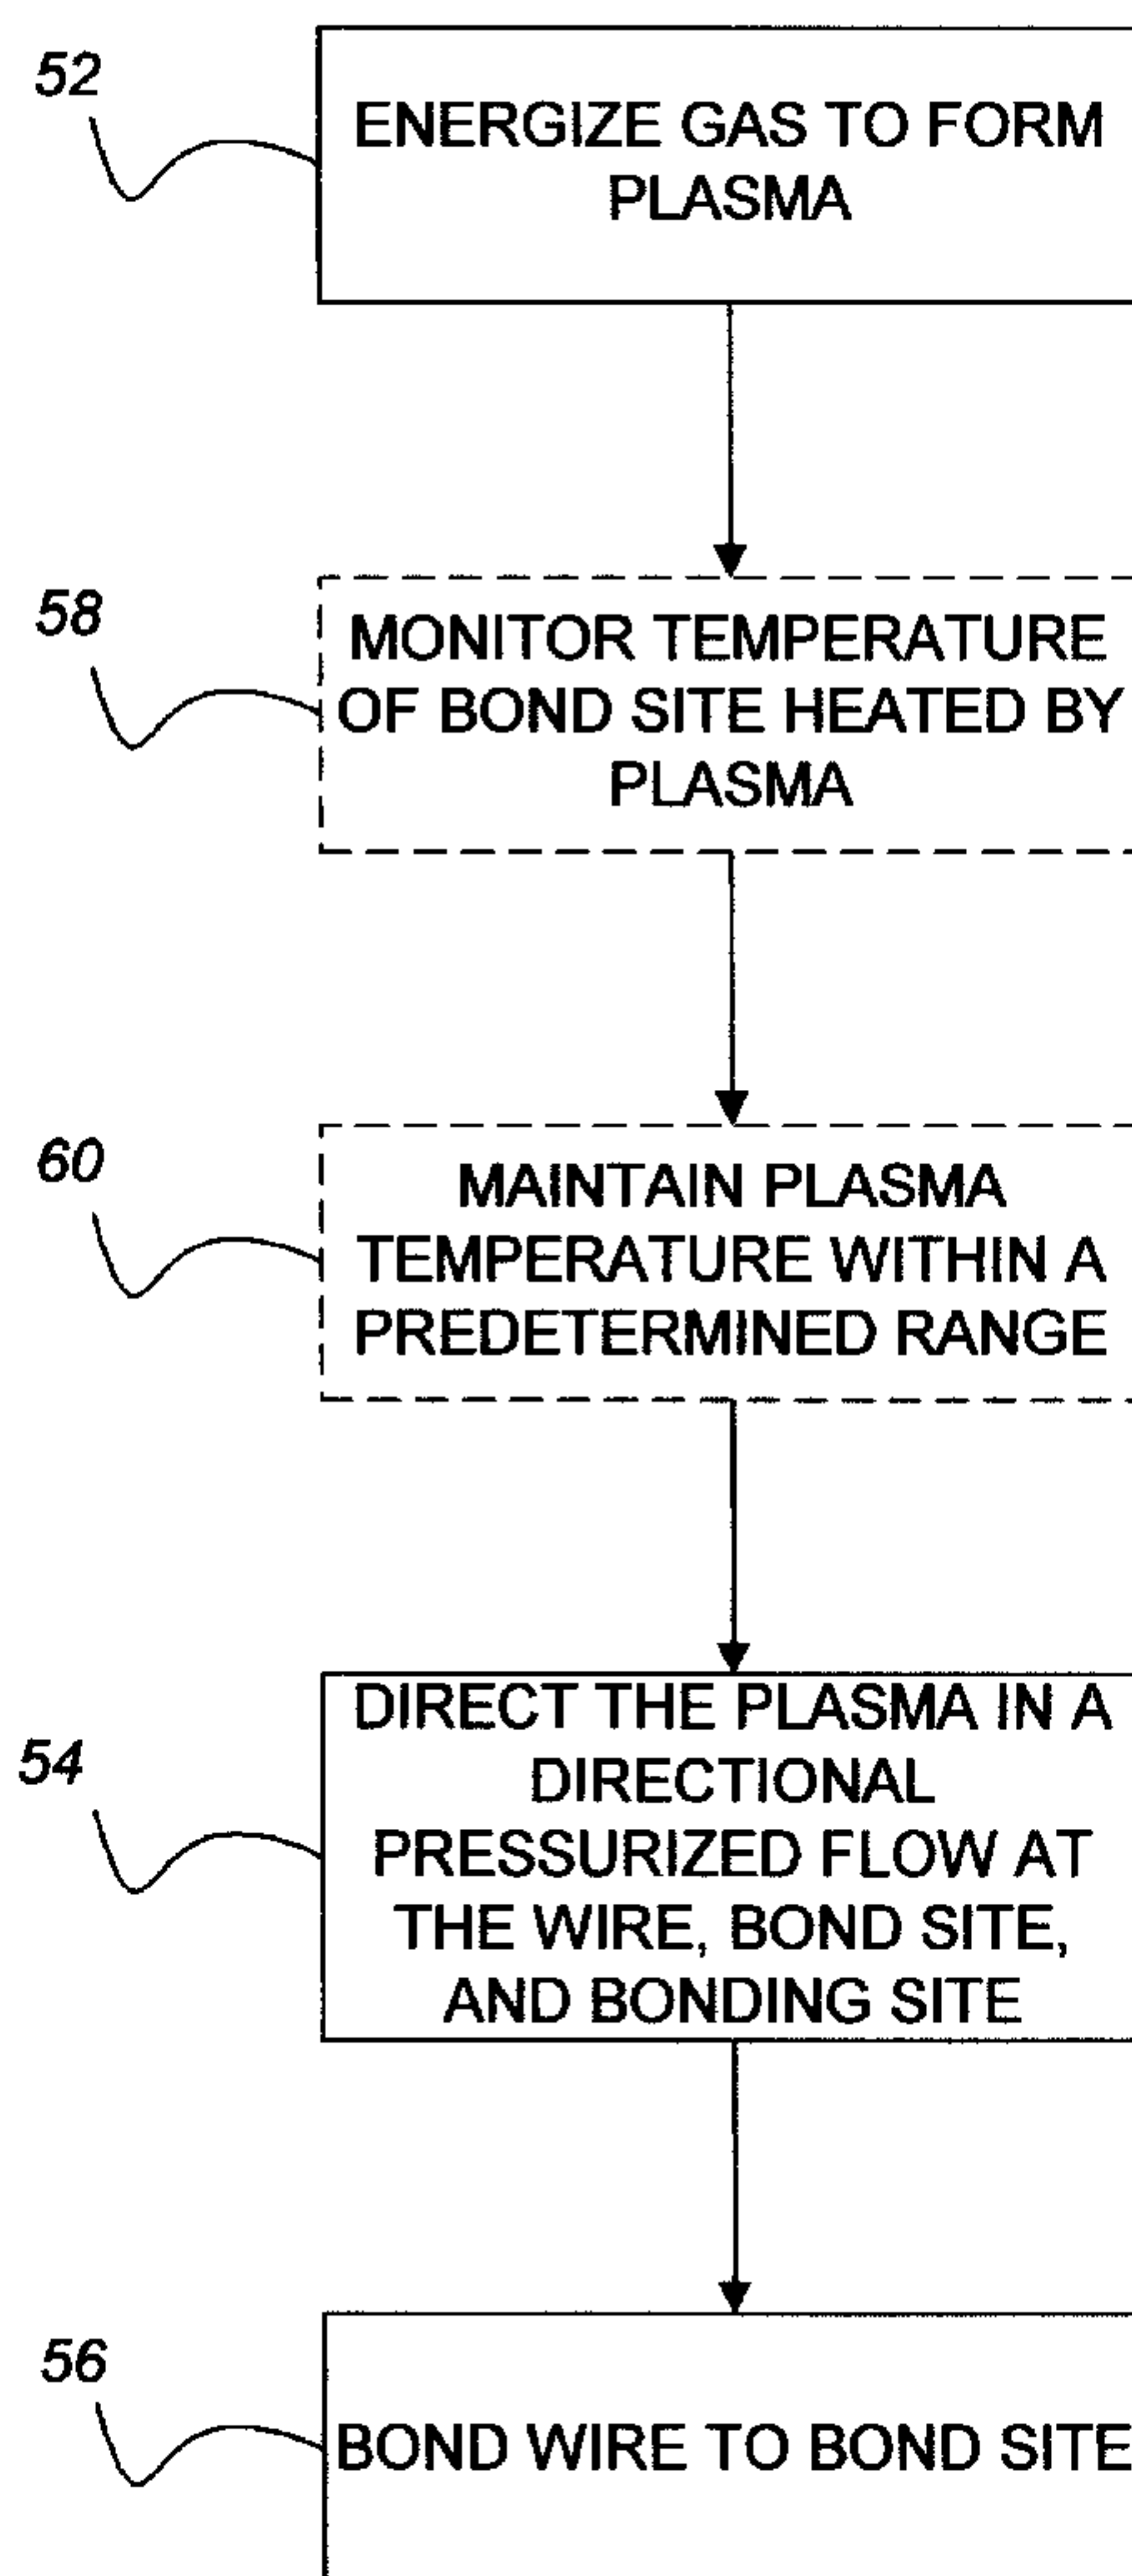 52
ENERGIZE GAS TO FORM
PLASMA
58
MONITOR TEMPERATURE
OF BOND SITE HEATED BY
PLASMA
60
MAINTAIN PLASMA
TEMPERATURE WITHIN A
PREDETERMINED RANGE
54
DIRECT THE PLASMA IN A
DIRECTIONAL
PRESSURIZED FLOW AT
THE WIRE, BOND SITE,
AND BONDING SITE
56
BOND WIRE TO BOND SITE